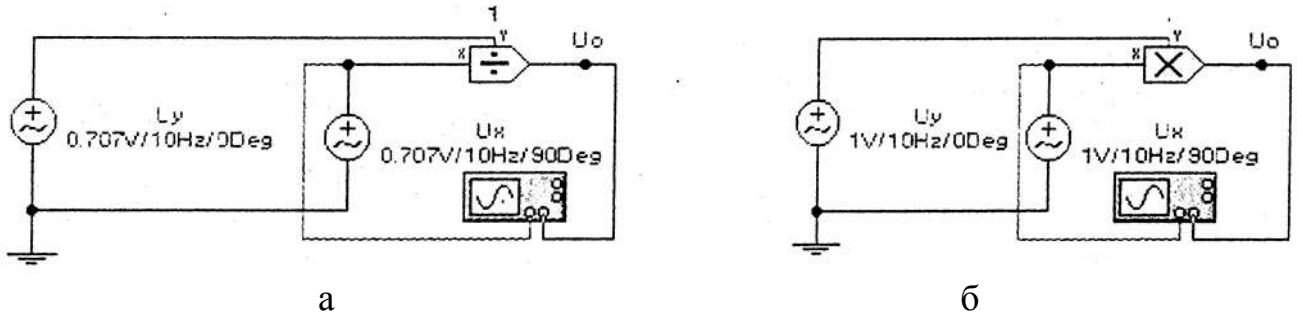 1
Y
X
Uo
Uy
0.707V/10Hz/0Deg
Ux
0.707V/10Hz/90Deg
а
Y
X
Uo
Uy
1V/10Hz/0Deg
Ux
1V/10Hz/90Deg
б